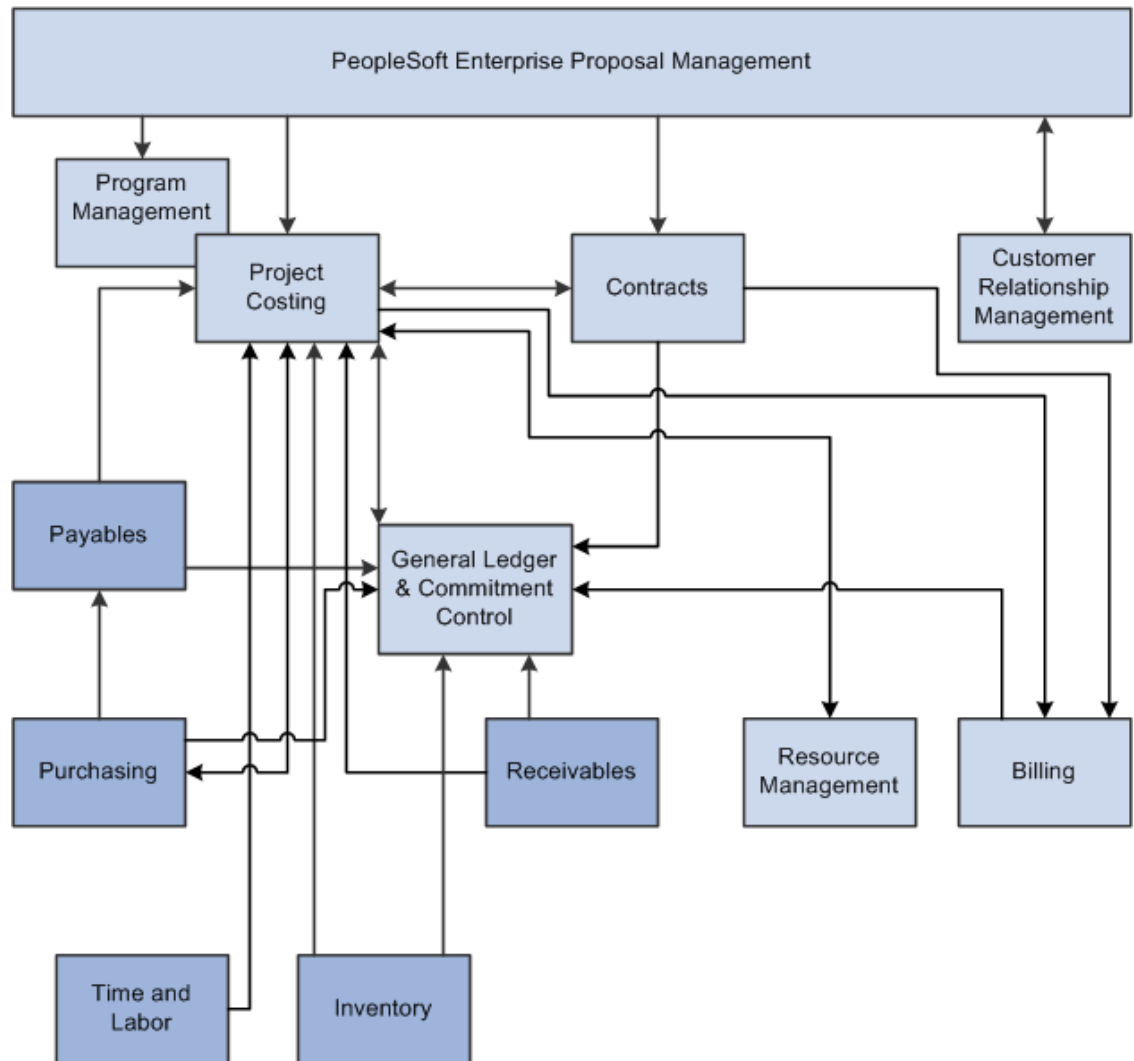 PeopleSoft Enterprise Proposal Management
Program
Management
Project
Costing
Contracts
Customer
Relationship
Management
Payables
General Ledger
& Commitment
Control
Purchasing
Receivables
Resource
Management
Billing
Time and
Labor
Inventory